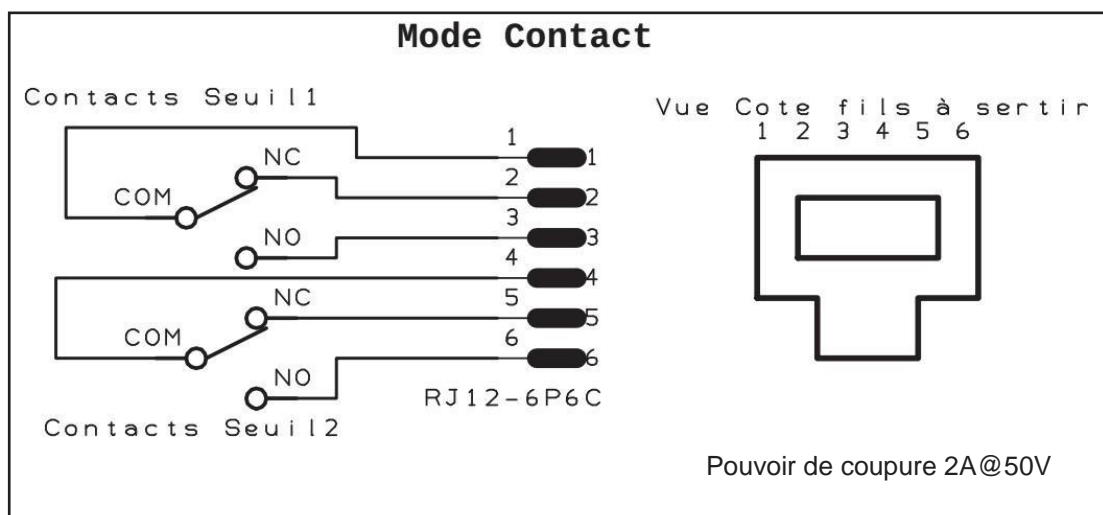 Mode Contact
Contacts Seuil1
Vue Cote fils à sertir
1 2 3 4 5 6
1
NC
1
2
COM
2
3
NO
3
4
4
NC
5
5
COM
6
6
NO
RJ12-6P6C
Contacts Seuil2
Pouvoir de coupure 2A@50V